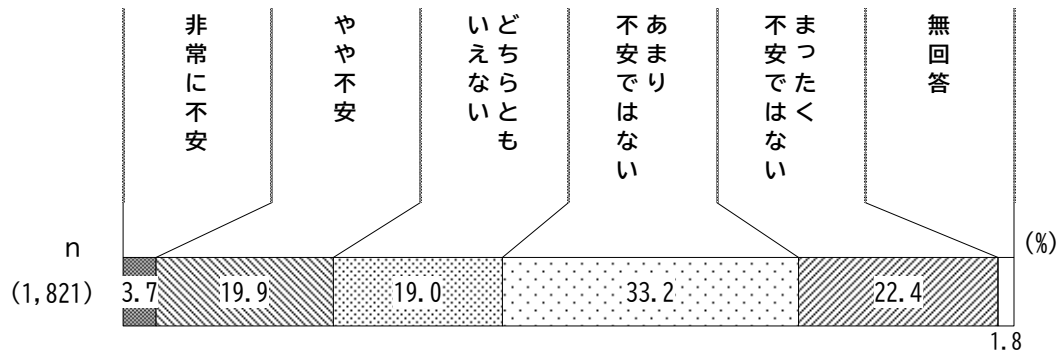 非常に不安
やや不安
どちらとも
いえない
あまり
不安ではない
まったく
不安ではない
無回答
n
(%)
(1,821)
3.7
19.9
19.0
33.2
22.4
1.8